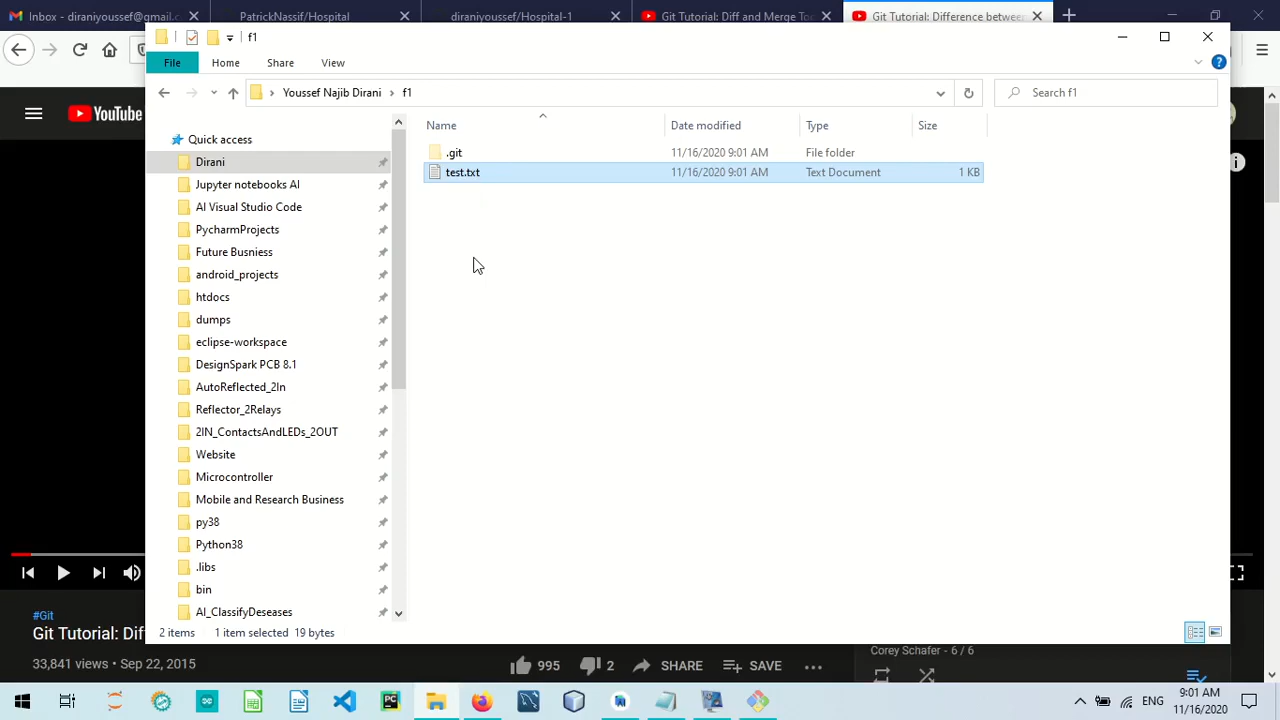 Inbox - diraniyoussef@gmail.
PatrickNassif/Hospital
diraniyoussef/Hospital-1
Git Tutorial: Diff and Merge To
Git Tutorial: Difference betwee
f1
File
Home
Share
View
Youssef Najib Dirani
f1
Search f1
YouTube
Name
Date modified
Type
Size
Quick access
.git
11/16/2020 9:01 AM
File folder
Dirani
test.txt
11/16/2020 9:01 AM
Text Document
1 KB
Jupyter notebooks AI
AI Visual Studio Code
PycharmProjects
Future Busniess
android_projects
htdocs
dumps
eclipse-workspace
DesignSpark PCB 8.1
AutoReflected_2In
Reflector_2Relays
2IN_ContactsAndLEDs_2OUT
Website
Microcontroller
Mobile and Research Business
py38
Python38
.libs
bin
AI_ClassifyDeseases
2 items
1 item selected 19 bytes
#Git
Git Tutorial: Dif
33,841 views • Sep 22, 2015
995
2
SHARE
SAVE
Corey Schafer - 6 / 6
PC
ENG
9:01 AM
11/16/2020